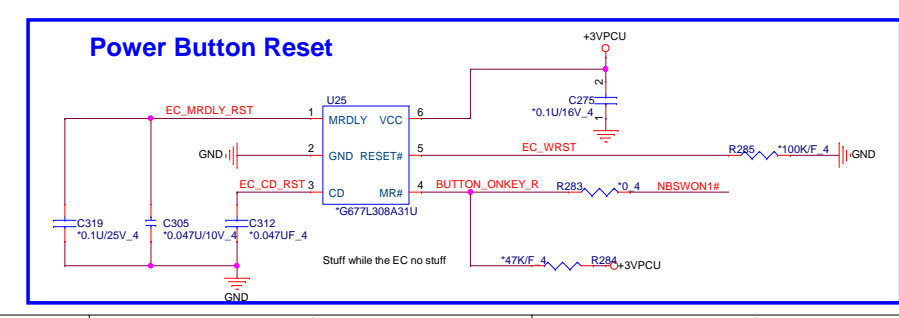 Power Button Reset
+3VPCU
U25
2
C275
*0.1U/16V_4
1
EC_MRDLY_RST
1
MRDLY
VCC
6
GND
2
GND
RESET#
5
EC_WRST
R285
*100K/F_4
GND
EC_CD_RST
3
CD
MR#
4
BUTTON_ONKEY_R
R283
*0_4
NBSWON1#
*G677L308A31U
C319
*0.1U/25V_4
C305
*0.047U/10V_4
C312
*0.047UF_4
Stuff while the EC no stuff
*47K/F_4
R284
+3VPCU
GND